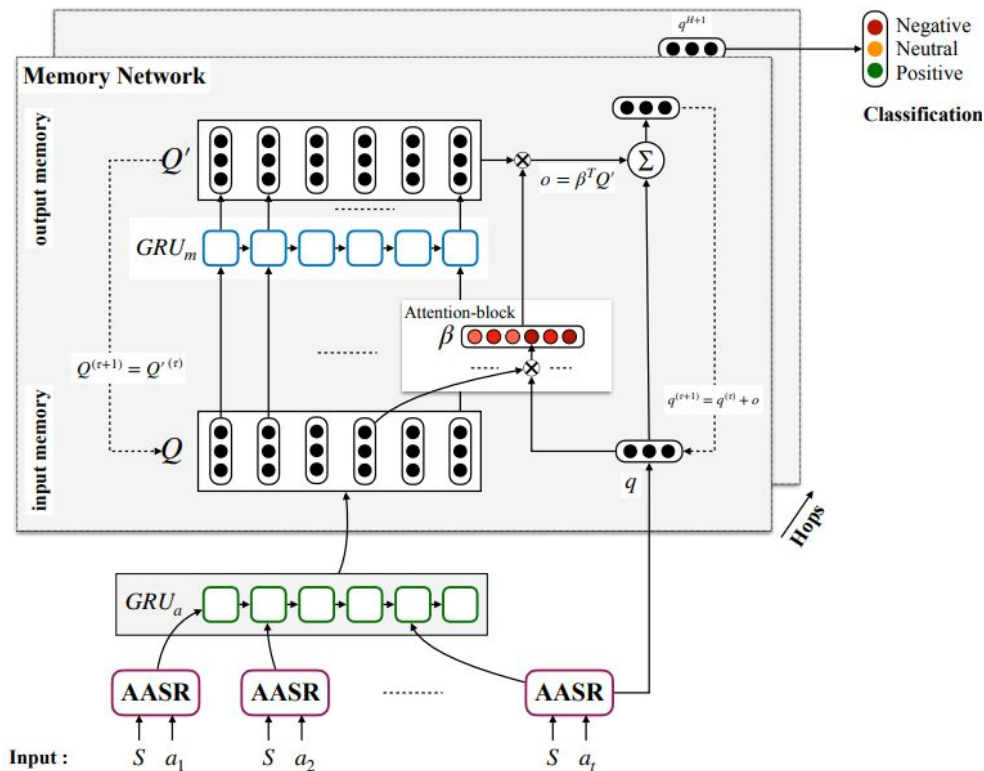 q^{H+1}
Negative
Neutral
Positive
Classification
Memory Network
output memory
Q′
o = β^T Q′
Σ
GRU_m
Attention-block
β
Q^{(τ+1)} = Q′^{(τ)}
q^{(τ+1)} = q^{(τ)} + o
input memory
Q
q
Hops
GRU_a
AASR
AASR
AASR
Input : S a_1 S a_2 S a_t